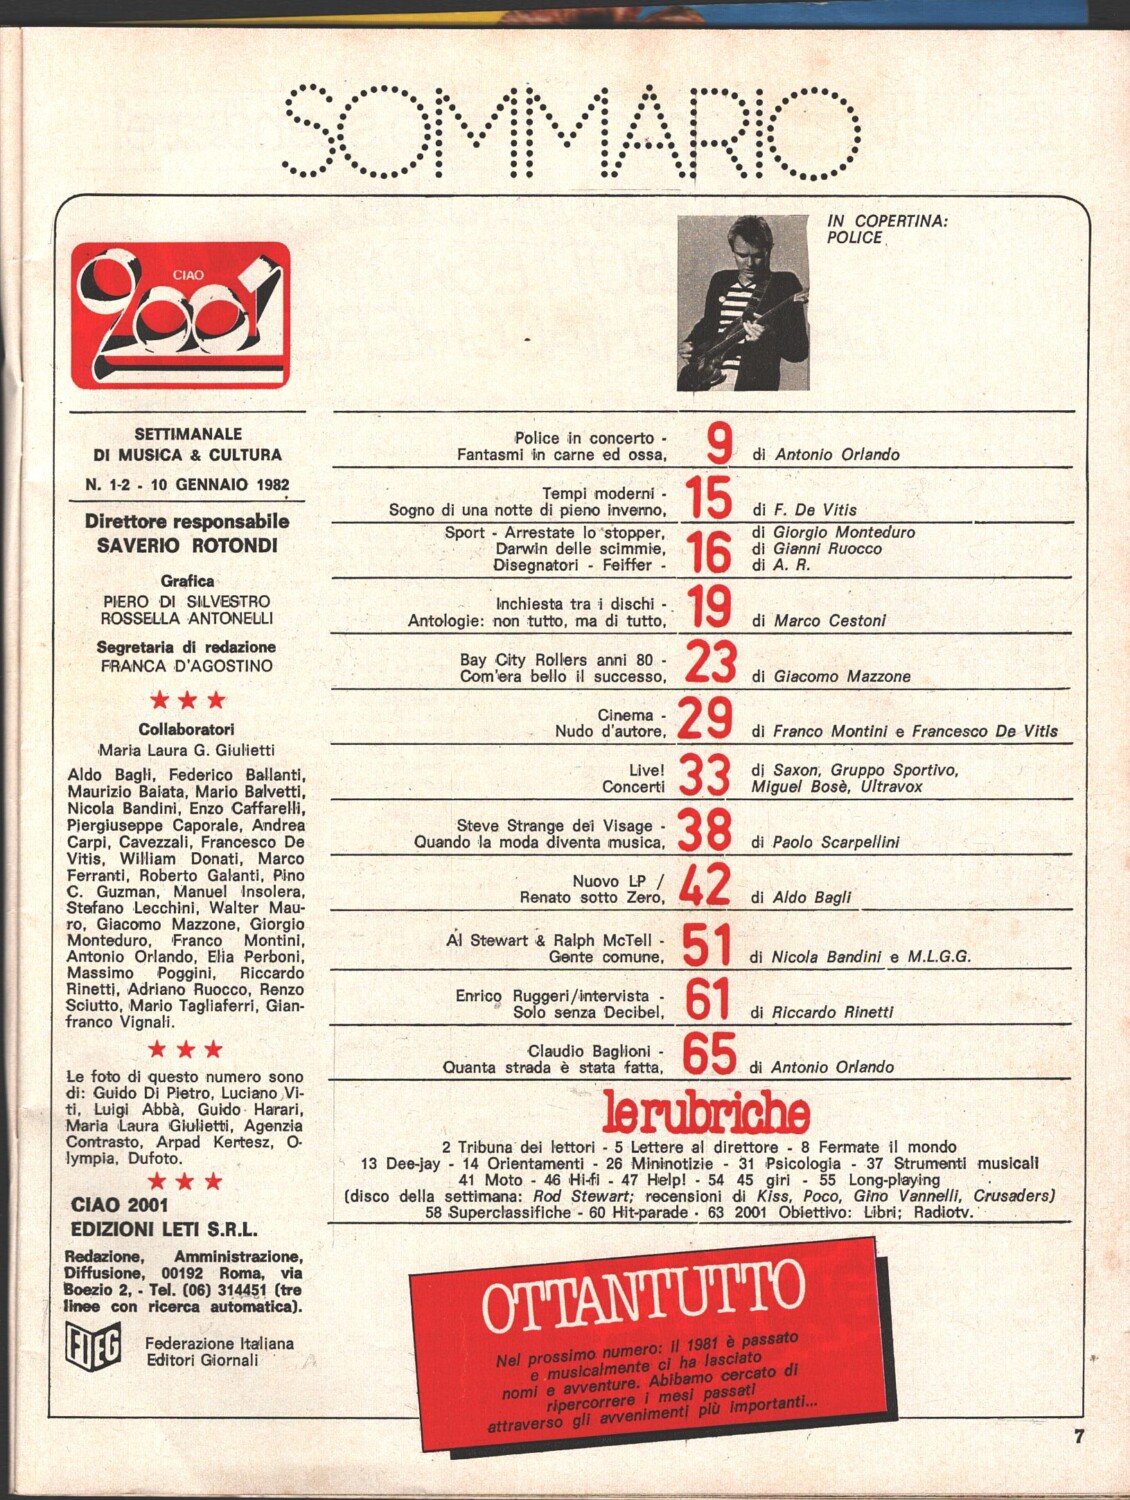 SOMMARIO
IN COPERTINA:
POLICE
CIAO
2001
SETTIMANALE
DI MUSICA & CULTURA
N. 1-2 - 10 GENNAIO 1982
Direttore responsabile
SAVERIO ROTONDI
Grafica
PIERO DI SILVESTRO
ROSSELLA ANTONELLI
Segretaria di redazione
FRANCA D'AGOSTINO
★ ★ ★
Collaboratori
Maria Laura G. Giulietti
Aldo Bagli, Federico Ballanti,
Maurizio Baiata, Mario Balvetti,
Nicola Bandini, Enzo Caffarelli,
Piergiuseppe Caporale, Andrea
Carpi, Cavezzali, Francesco De
Vitis, William Donati, Marco
Ferranti, Roberto Galanti, Pino
C. Guzman, Manuel Insolera,
Stefano Lecchini, Walter Mau-
ro, Giacomo Mazzone, Giorgio
Monteduro, Franco Montini,
Antonio Orlando, Elia Perboni,
Massimo Poggini, Riccardo
Rinetti, Adriano Ruocco, Renzo
Sciutto, Mario Tagliaferri, Gian-
franco Vignali.
★ ★ ★
Le foto di questo numero sono
di: Guido Di Pietro, Luciano Vi-
ti, Luigi Abbà, Guido Harari,
Maria Laura Giulietti, Agenzia
Contrasto, Arpad Kertesz, O-
lympia, Dufoto.
★ ★ ★
CIAO 2001
EDIZIONI LETI S.R.L.
Redazione, Amministrazione,
Diffusione, 00192 Roma, via
Boezio 2, - Tel. (06) 314451 (tre
linee con ricerca automatica).
FIEG
Federazione Italiana
Editori Giornali
Police in concerto -
Fantasmi in carne ed ossa, 9 di Antonio Orlando
Tempi moderni -
Sogno di una notte di pieno inverno, 15 di F. De Vitis
Sport - Arrestate lo stopper, di Giorgio Monteduro
Darwin delle scimmie, 16 di Gianni Ruocco
Disegnatori - Feiffer - di A. R.
Inchiesta tra i dischi -
Antologie: non tutto, ma di tutto, 19 di Marco Cestoni
Bay City Rollers anni 80 -
Com'era bello il successo, 23 di Giacomo Mazzone
Cinema -
Nudo d'autore, 29 di Franco Montini e Francesco De Vitis
Live! 33 di Saxon, Gruppo Sportivo,
Concerti Miguel Bosè, Ultravox
Steve Strange dei Visage -
Quando la moda diventa musica, 38 di Paolo Scarpellini
Nuovo LP /
Renato sotto Zero, 42 di Aldo Bagli
Al Stewart & Ralph McTell -
Gente comune, 51 di Nicola Bandini e M.L.G.G.
Enrico Ruggeri/intervista -
Solo senza Decibel, 61 di Riccardo Rinetti
Claudio Baglioni -
Quanta strada è stata fatta, 65 di Antonio Orlando
le rubriche
2 Tribuna dei lettori - 5 Lettere al direttore - 8 Fermate il mondo
13 Dee-jay - 14 Orientamenti - 26 Mininotizie - 31 Psicologia - 37 Strumenti musicali
41 Moto - 46 Hi-fi - 47 Help! - 54 45 giri - 55 Long-playing
(disco della settimana: Rod Stewart; recensioni di Kiss, Poco, Gino Vannelli, Crusaders)
58 Superclassifiche - 60 Hit-parade - 63 2001 Obiettivo: Libri; Radiotv.
OTTANTUTTO
Nel prossimo numero: il 1981 è passato
e musicalmente ci ha lasciato
nomi e avventure. Abibamo cercato di
ripercorrere i mesi passati
attraverso gli avvenimenti più importanti...
7